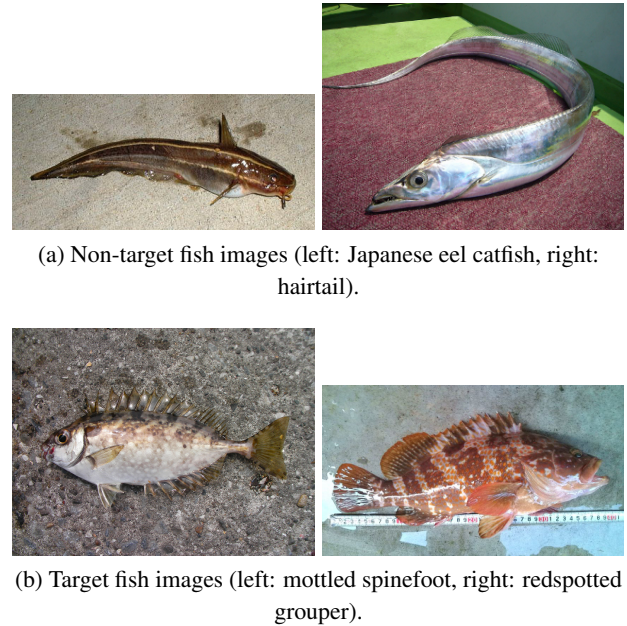 (a) Non-target fish images (left: Japanese eel catfish, right:
hairtail).
(b) Target fish images (left: mottled spinefoot, right: redspotted
grouper).